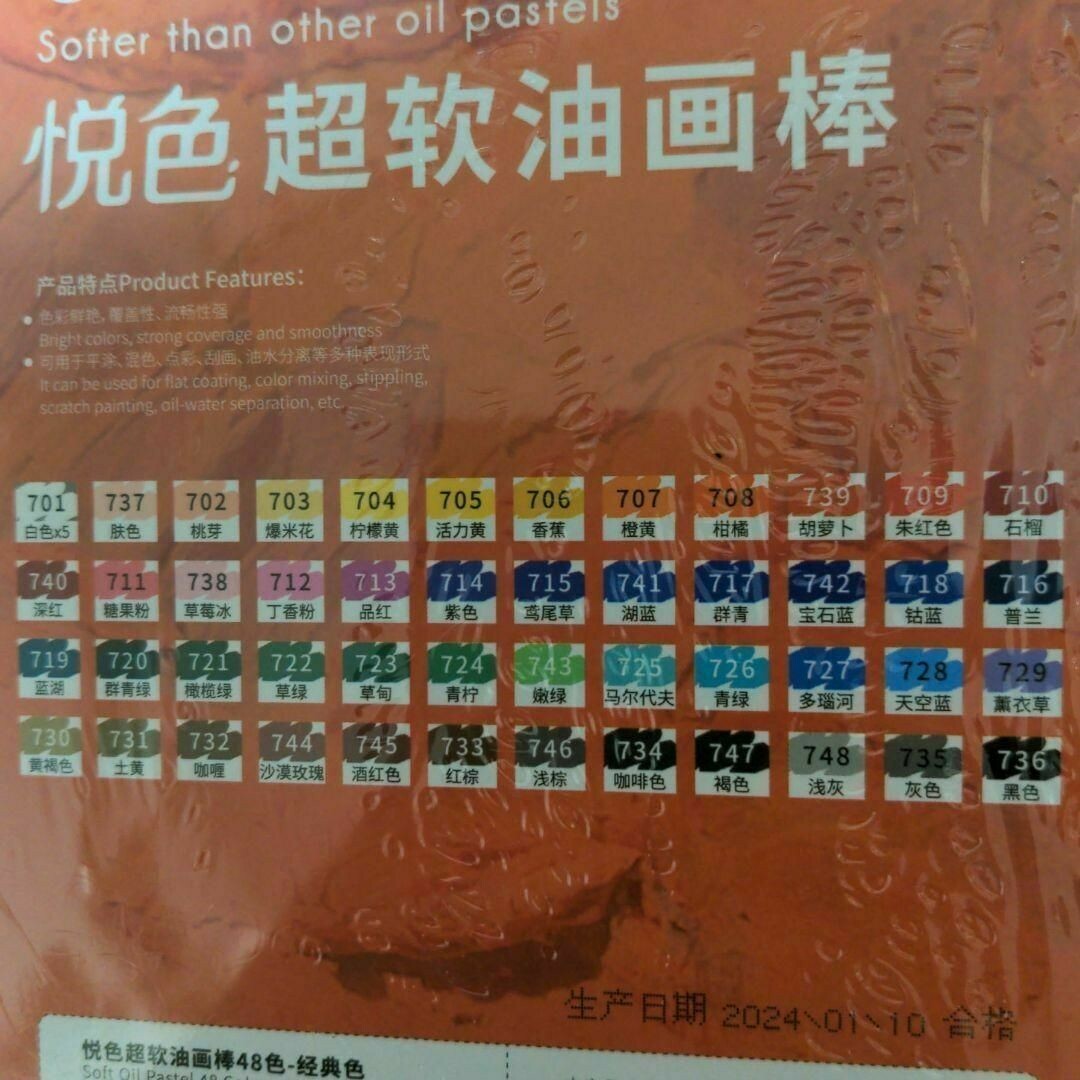 Softer than other oil pastels
悦色 超软油画棒
产品特点Product Features:
色彩鲜艳,覆盖性、流畅性强
Bright colors, strong coverage and smoothness
可用于平涂、混色、点彩、刮画、油水分离等多种表现形式
It can be used for flat coating, color mixing, stippling,
scratch painting, oil-water separation, etc.
701 737 702 703 704 705 706 707 708 739 709 710
白色x5 肤色 桃芽 爆米花 柠檬黄 活力黄 香蕉 橙黄 柑橘 胡萝卜 朱红色 石榴
740 711 738 712 713 714 715 741 717 742 718 716
深红 糖果粉 草莓冰 丁香粉 品红 紫色 鸢尾草 湖蓝 群青 宝石蓝 钴蓝 普兰
719 720 721 722 723 724 743 725 726 727 728 729
蓝湖 群青绿 橄榄绿 草绿 草甸 青柠 嫩绿 马尔代夫 青绿 多瑙河 天空蓝 薰衣草
730 731 732 744 745 733 746 734 747 748 735 736
黄褐色 土黄 咖喱 沙漠玫瑰 酒红色 红棕 浅棕 咖啡色 褐色 浅灰 灰色 黑色
生产日期 2024\01\10 合格
悦色超软油画棒48色-经典色
Soft Oil Pastel 48